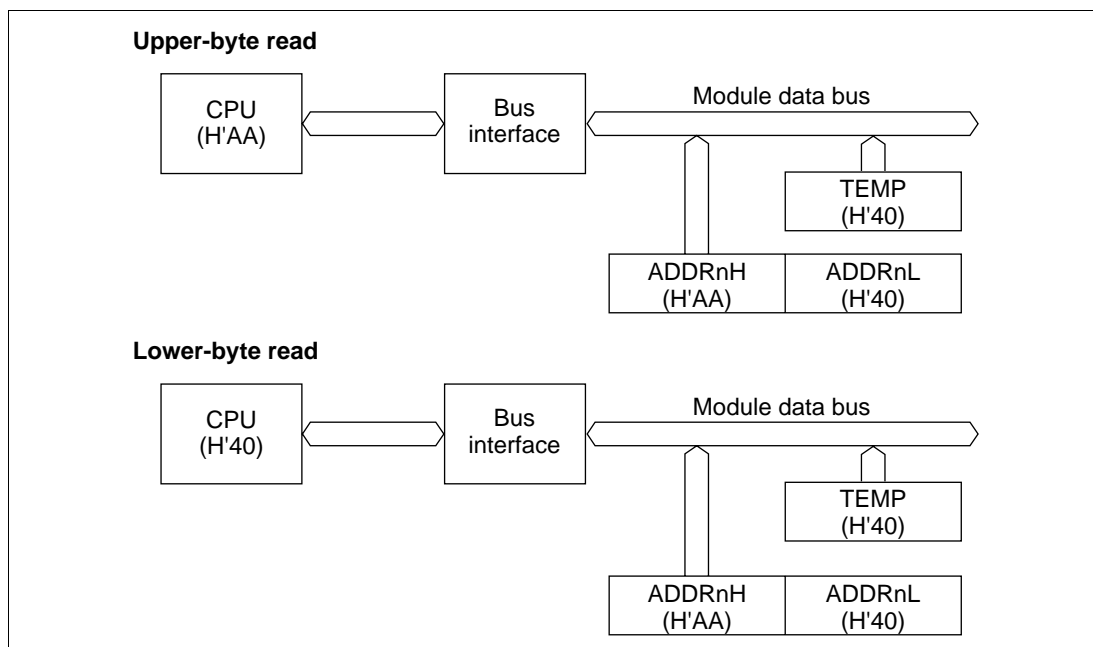 Upper-byte read
CPU
(H'AA)
Bus
interface
Module data bus
TEMP
(H'40)
ADDRnH
(H'AA)
ADDRnL
(H'40)
Lower-byte read
CPU
(H'40)
Bus
interface
Module data bus
TEMP
(H'40)
ADDRnH
(H'AA)
ADDRnL
(H'40)